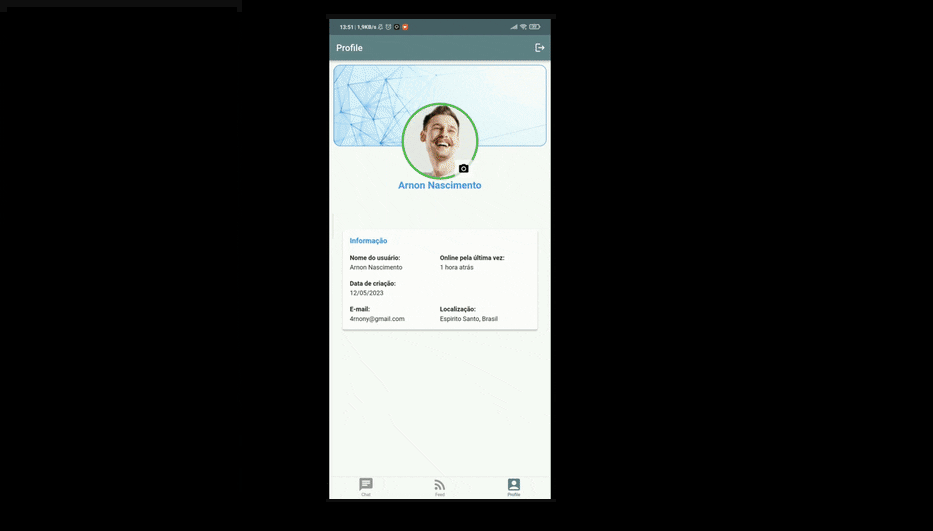 12:51 | 1,9KB/s
Profile
Arnon Nascimento
Informação
Nome do usuário:
Online pela última vez:
Arnon Nascimento
1 hora atrás
Data de criação:
12/05/2023
E-mail:
Localização:
4rnony@gmail.com
Espirito Santo, Brasil
Chat
Feed
Profile